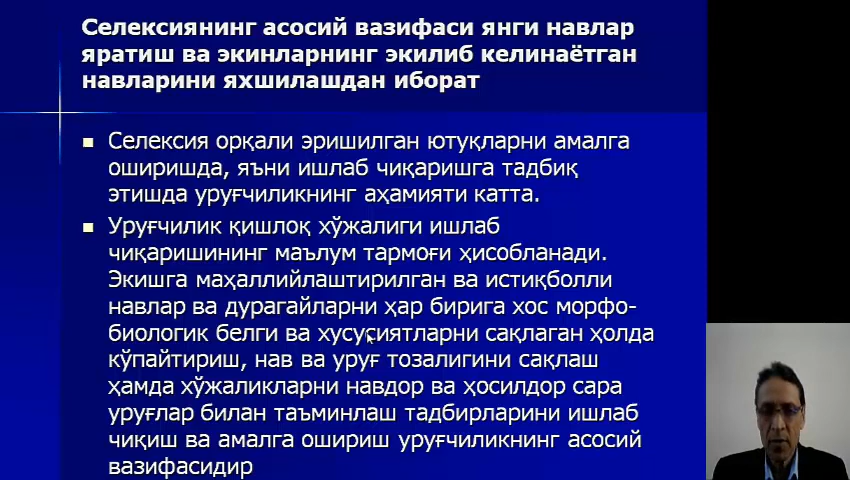 Селексиянинг асосий вазифаси янги навлар
яратиш ва экинларнинг экилиб келинаётган
навларини яхшилашдан иборат
Селексия орқали эришилган ютуқларни амалга
оширишда, яъни ишлаб чиқаришга тадбиқ
этишда уруғчиликнинг аҳамияти катта.
Уруғчилик қишлоқ хўжалиги ишлаб
чиқаришининг маълум тармоғи ҳисобланади.
Экишга маҳаллийлаштирилган ва истиқболли
навлар ва дурагайларни ҳар бирига хос морфо-
биологик белги ва хусусиятларни сақлаган ҳолда
кўпайтириш, нав ва уруғ тозалигини сақлаш
ҳамда хўжаликларни навдор ва ҳосилдор сара
уруғлар билан таъминлаш тадбирларини ишлаб
чиқиш ва амалга ошириш уруғчиликнинг асосий
вазифасидир